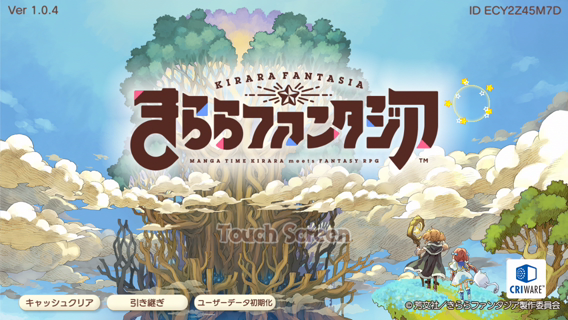 Ver 1.0.4
ID ECY2Z45M7D
KIRARA FANTASIA
きららファンタジア
MANGA TIME KIRARA meets FANTASY RPG
TM
Touch Screen
CRIWARE™
キャッシュクリア
引き継ぎ
ユーザーデータ初期化
©芳文社／きららファンタジア製作委員会